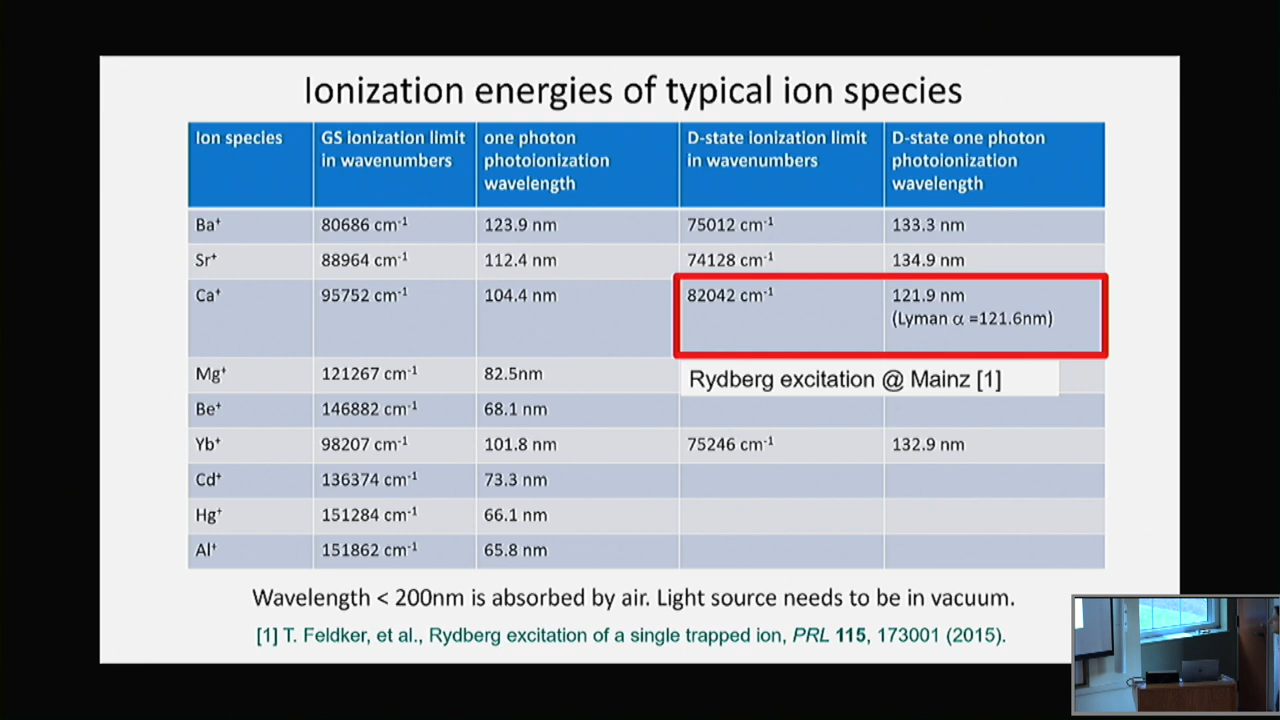 Ionization energies of typical ion species
Ion species GS ionization limit in wavenumbers one photon photoionization wavelength D-state ionization limit in wavenumbers D-state one photon photoionization wavelength
Ba⁺ 80686 cm⁻¹ 123.9 nm 75012 cm⁻¹ 133.3 nm
Sr⁺ 88964 cm⁻¹ 112.4 nm 74128 cm⁻¹ 134.9 nm
Ca⁺ 95752 cm⁻¹ 104.4 nm 82042 cm⁻¹ 121.9 nm
(Lyman α =121.6nm)
Mg⁺ 121267 cm⁻¹ 82.5nm
Rydberg excitation @ Mainz [1]
Be⁺ 146882 cm⁻¹ 68.1 nm
Yb⁺ 98207 cm⁻¹ 101.8 nm 75246 cm⁻¹ 132.9 nm
Cd⁺ 136374 cm⁻¹ 73.3 nm
Hg⁺ 151284 cm⁻¹ 66.1 nm
Al⁺ 151862 cm⁻¹ 65.8 nm
Wavelength < 200nm is absorbed by air. Light source needs to be in vacuum.
[1] T. Feldker, et al., Rydberg excitation of a single trapped ion, PRL 115, 173001 (2015).